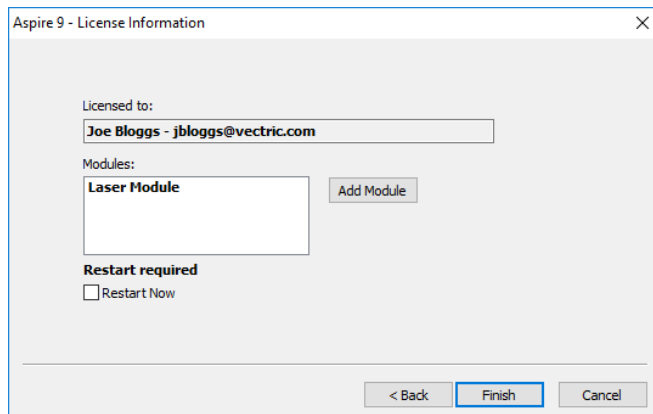 Aspire 9 - License Information
Licensed to:
Joe Bloggs - jbloggs@vectric.com
Modules:
Laser Module
Add Module
Restart required
Restart Now
< Back
Finish
Cancel